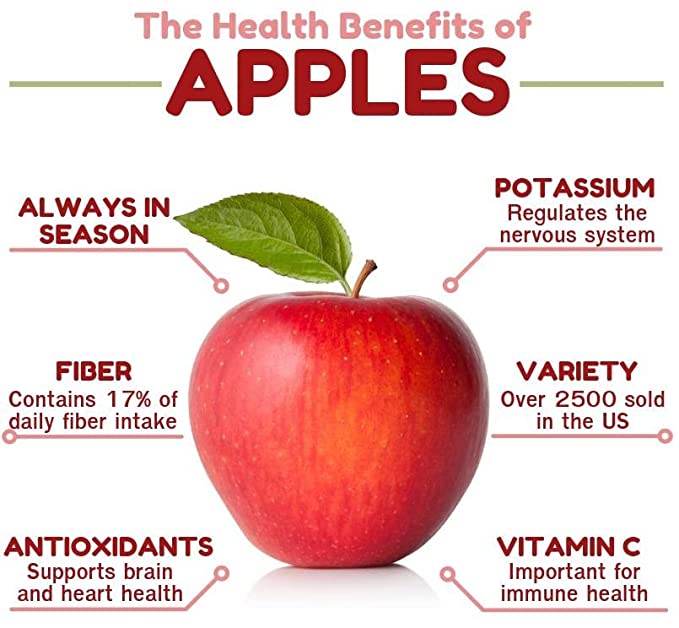 The Health Benefits of
APPLES
ALWAYS IN
SEASON
POTASSIUM
Regulates the
nervous system
FIBER
Contains 17% of
daily fiber intake
VARIETY
Over 2500 sold
in the US
ANTIOXIDANTS
Supports brain
and heart health
VITAMIN C
Important for
immune health